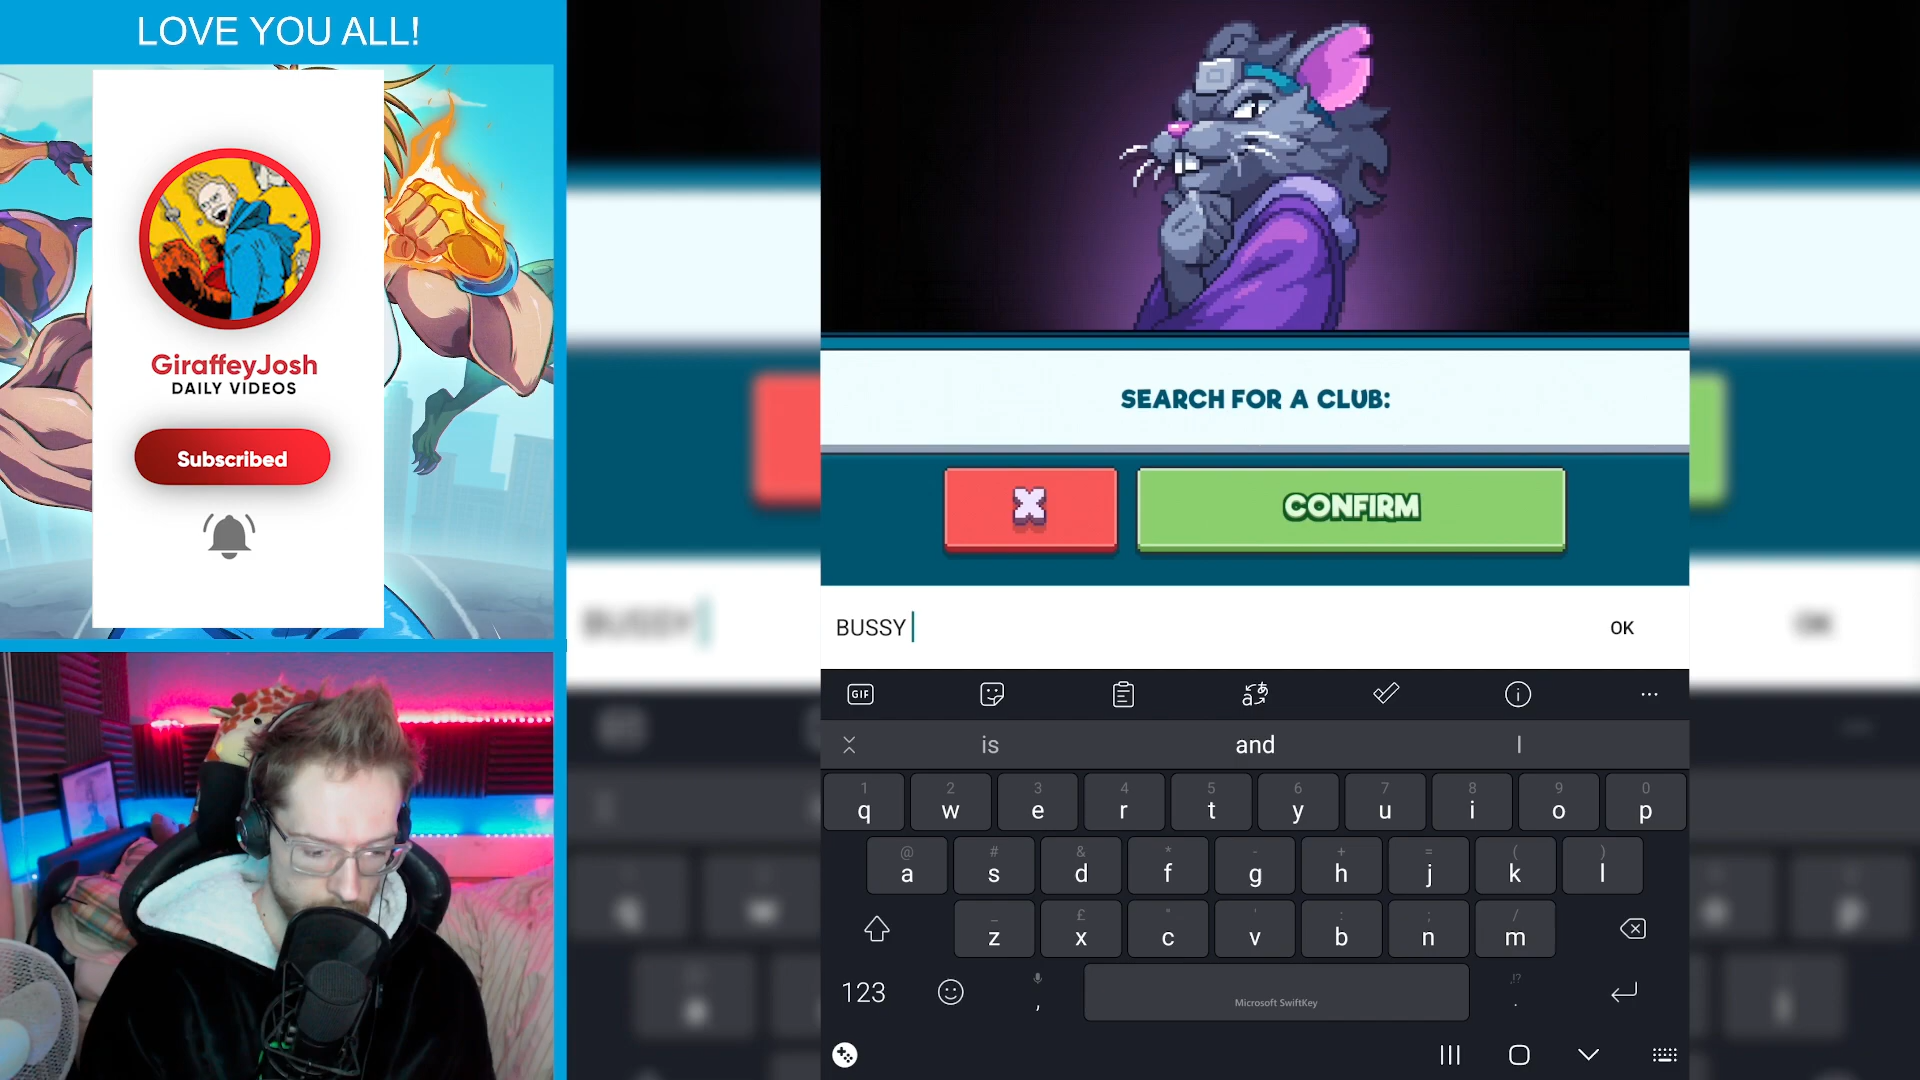 LOVE YOU ALL!
GiraffeyJosh
DAILY VIDEOS
Subscribed
SEARCH FOR A CLUB:
X
CONFIRM
BUSSY
OK
GIF
is and I
1 2 3 4 5 6 7 8 9 0
q w e r t y u i o p
@ # & * - + = ( )
a s d f g h j k l
_ £ " ' : ; /
z x c v b n m
123 , !? .
Microsoft SwiftKey